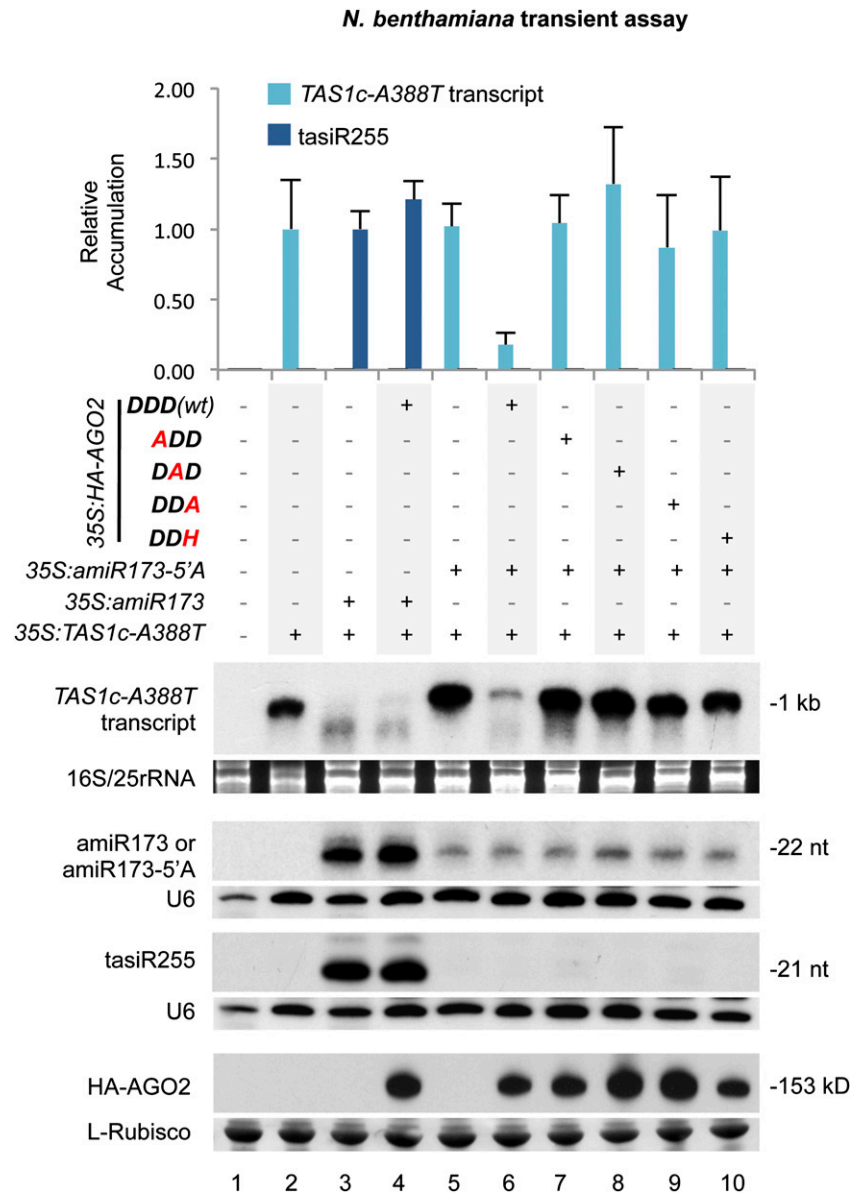 N. benthamiana transient assay
2.00
1.50
1.00
0.50
0.00
Relative
Accumulation
TAS1c-A388T transcript
tasiR255
35S:HA-AGO2
DDD(wt) - - - + - + - - - -
ADD - - - - - - + - - -
DAD - - - - - - - + - -
DDA - - - - - - - - + -
DDH - - - - - - - - - +
35S:amiR173-5'A - - - - + + + + + +
35S:amiR173 - - + + - - - - - -
35S:TAS1c-A388T - + + + + + + + + +
TAS1c-A388T
transcript
-1 kb
16S/25rRNA
amiR173 or
amiR173-5'A
-22 nt
U6
tasiR255
-21 nt
U6
HA-AGO2
-153 kD
L-Rubisco
1 2 3 4 5 6 7 8 9 10